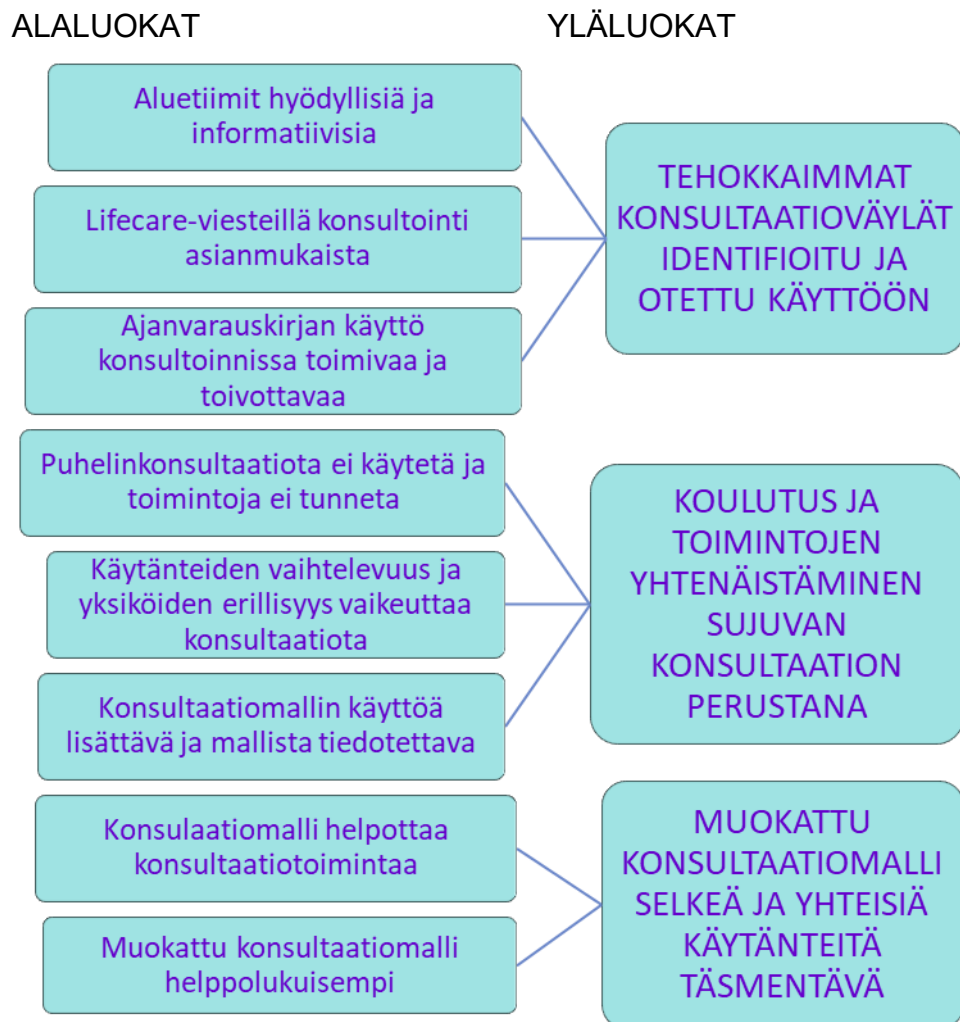 ALALUOKAT
YLÄLUOKAT
Aluetiimit hyödyllisiä ja
informatiivisia
Lifecare-viesteillä konsultointi
asianmukaista
Ajanvarauskirjan käyttö
konsultoinnissa toimivaa ja
toivottavaa
TEHOKKAIMMAT
KONSULTAATIOVÄYLÄT
IDENTIFIOITU JA
OTETTU KÄYTTÖÖN
Puhelinkonsultaatiota ei käytetä ja
toimintoja ei tunneta
Käytänteiden vaihtelevuus ja
yksiköiden erillisyys vaikeuttaa
konsultaatiota
Konsultaatiomallin käyttöä
lisättävä ja mallista tiedotettava
KOULUTUS JA
TOIMINTOJEN
YHTENÄISTÄMINEN
SUJUVAN
KONSULTAATION
PERUSTANA
Konsulaatiomalli helpottaa
konsultaatiotoimintaa
Muokattu konsultaatiomalli
helppolukuisempi
MUOKATTU
KONSULTAATIOMALLI
SELKEÄ JA YHTEISIÄ
KÄYTÄNTEITÄ
TÄSMENTÄVÄ